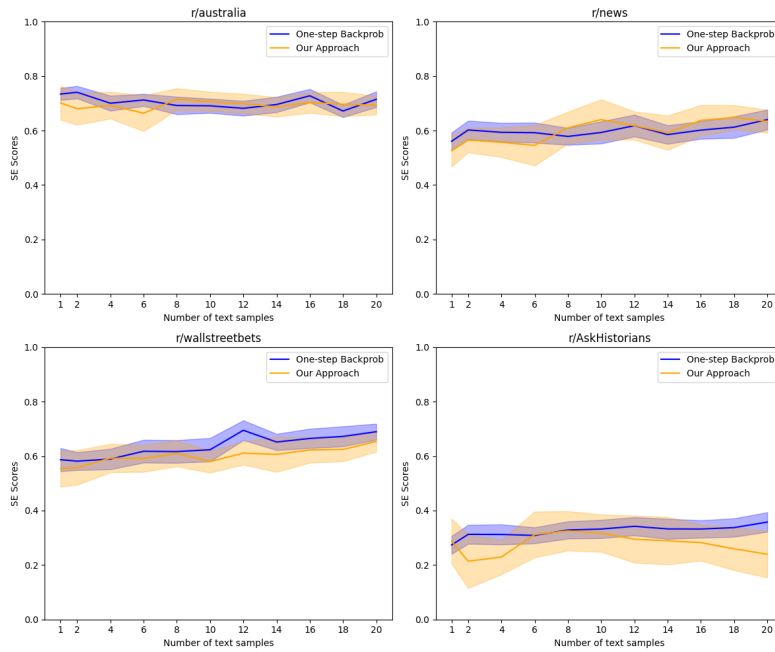 r/australia
1.0
0.8
0.6
0.4
0.2
0.0
SE Scores
1 2 4 6 8 10 12 14 16 18 20
Number of text samples
One-step Backprob
Our Approach
r/news
1.0
0.8
0.6
0.4
0.2
0.0
SE Scores
1 2 4 6 8 10 12 14 16 18 20
Number of text samples
One-step Backprob
Our Approach
r/wallstreetbets
1.0
0.8
0.6
0.4
0.2
0.0
SE Scores
1 2 4 6 8 10 12 14 16 18 20
Number of text samples
One-step Backprob
Our Approach
r/AskHistorians
1.0
0.8
0.6
0.4
0.2
0.0
SE Scores
1 2 4 6 8 10 12 14 16 18 20
Number of text samples
One-step Backprob
Our Approach